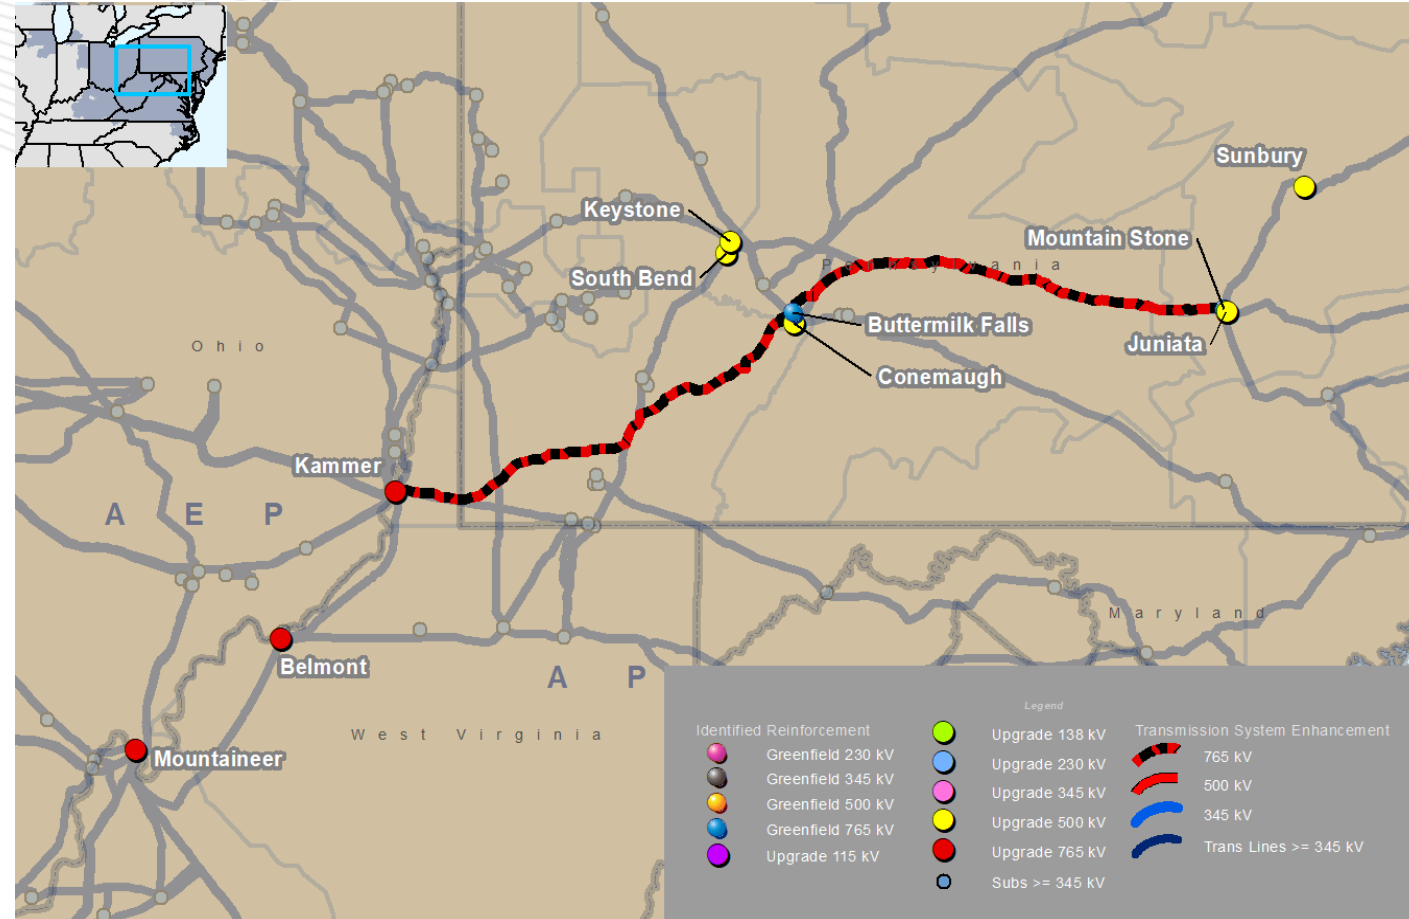 Sunbury
Keystone
Mountain Stone
Pennsylvania
South Bend
Buttermilk Falls
Juniata
Ohio
Conemaugh
Kammer
A E P
Maryland
Belmont
A P
West Virginia
Mountaineer
Legend
Identified Reinforcement
Greenfield 230 kV
Greenfield 345 kV
Greenfield 500 kV
Greenfield 765 kV
Upgrade 115 kV
Upgrade 138 kV
Upgrade 230 kV
Upgrade 345 kV
Upgrade 500 kV
Upgrade 765 kV
Subs >= 345 kV
Transmission System Enhancement
765 kV
500 kV
345 kV
Trans Lines >= 345 kV